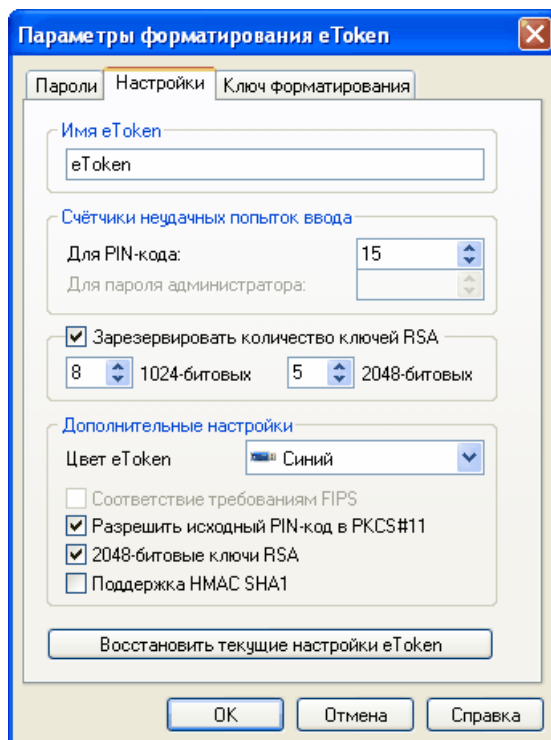 Параметры форматирования eToken
Пароли Настройки Ключ форматирования
Имя eToken
eToken
Счётчики неудачных попыток ввода
Для PIN-кода: 15
Для пароля администратора:
Зарезервировать количество ключей RSA
8 1024-битовых 5 2048-битовых
Дополнительные настройки
Цвет eToken Синий
Соответствие требованиям FIPS
Разрешить исходный PIN-код в PKCS#11
2048-битовые ключи RSA
Поддержка HMAC SHA1
Восстановить текущие настройки eToken
OK Отмена Справка